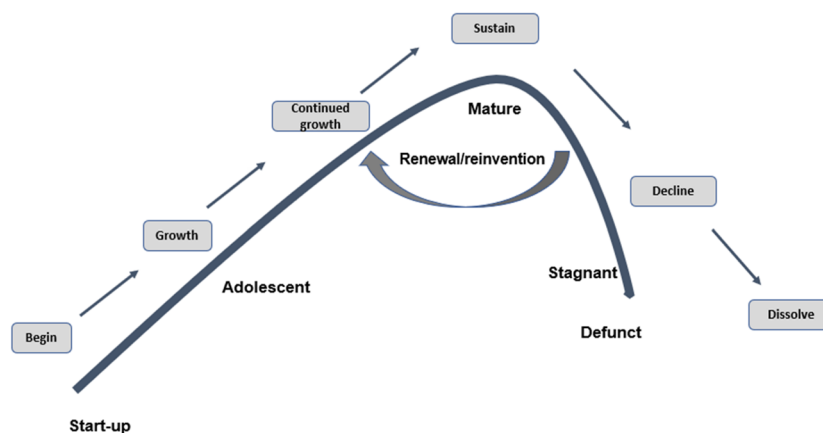 Sustain
Continued
growth
Mature
Renewal/reinvention
Decline
Growth
Stagnant
Adolescent
Dissolve
Defunct
Begin
Start-up